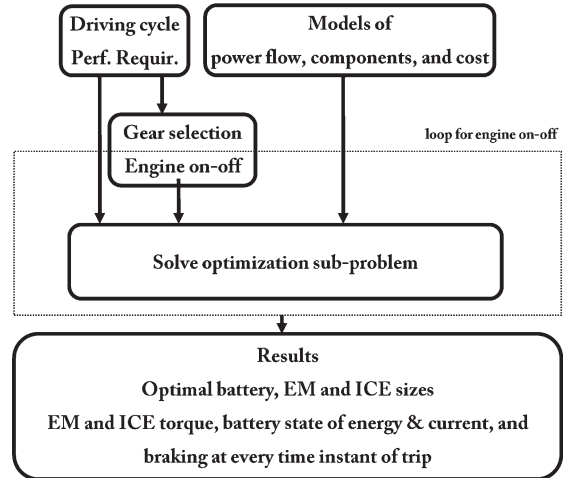 Driving cycle
Perf. Requir.
Models of
power flow, components, and cost
Gear selection
Engine on-off
loop for engine on-off
Solve optimization sub-problem
Results
Optimal battery, EM and ICE sizes
EM and ICE torque, battery state of energy & current, and
braking at every time instant of trip